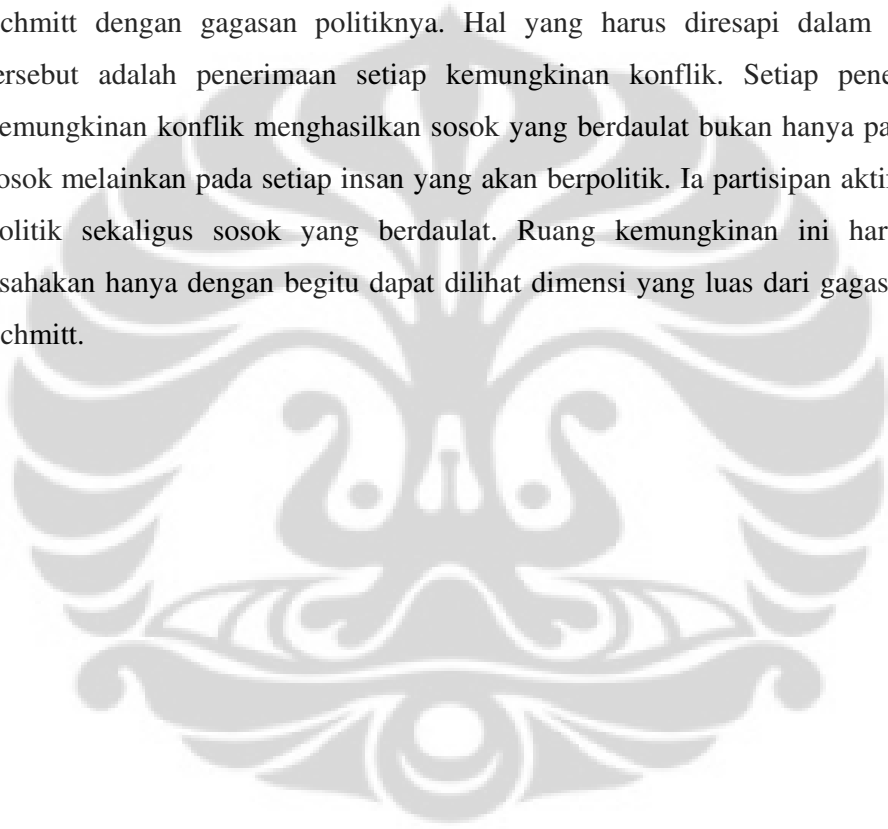 chmitt dengan gagasan politiknya. Hal yang harus diresapi dalam
ersebut adalah penerimaan setiap kemungkinan konflik. Setiap pene
emungkinan konflik menghasilkan sosok yang berdaulat bukan hanya pa
osok melainkan pada setiap insan yang akan berpolitik. Ia partisipan akti
olitik sekaligus sosok yang berdaulat. Ruang kemungkinan ini har
sahakan hanya dengan begitu dapat dilihat dimensi yang luas dari gagas
chmitt.